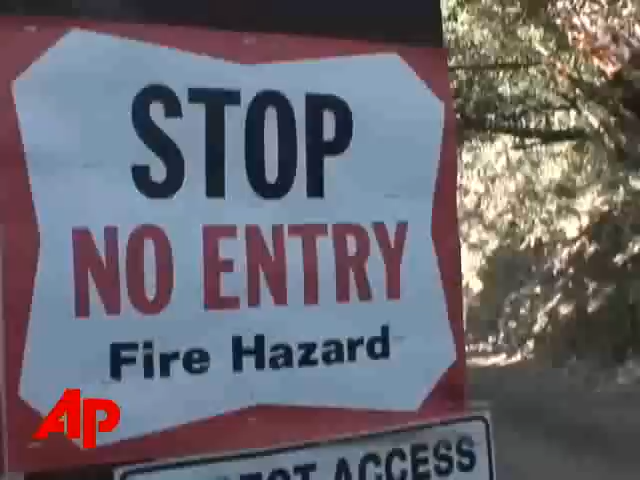 STOP
NO ENTRY
Fire Hazard
AP
ACCESS